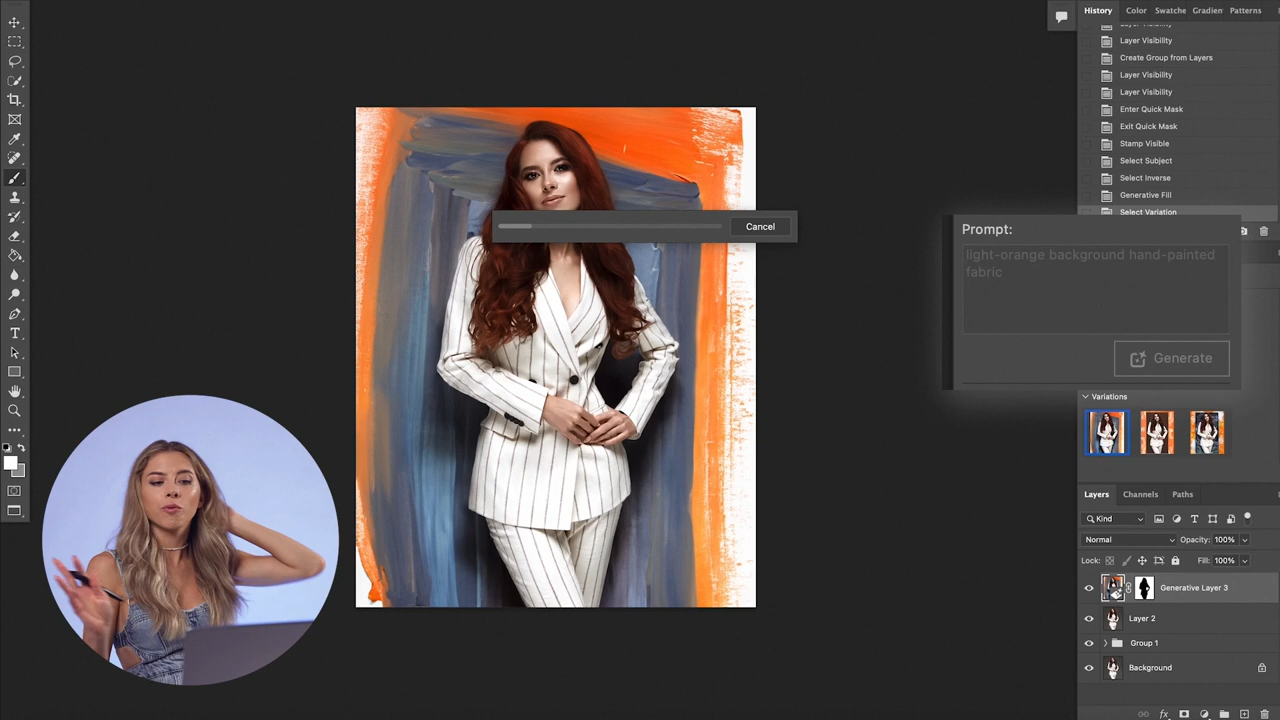 History Color Swatche Gradien Patterns
Layer Visibility
Layer Visibility
Create Group from Layers
Layer Visibility
Layer Visibility
Enter Quick Mask
Exit Quick Mask
Stamp Visible
Select Subject
Select Inverse
Generative Fill
Select Variation
Cancel
Prompt:
light-orange background hand-painted
fabric
Generate
Variations
Layers Channels Paths
Kind
Normal Opacity: 100%
Lock: Fill: 100%
Generative Layer 3
Layer 2
Group 1
Background
fx